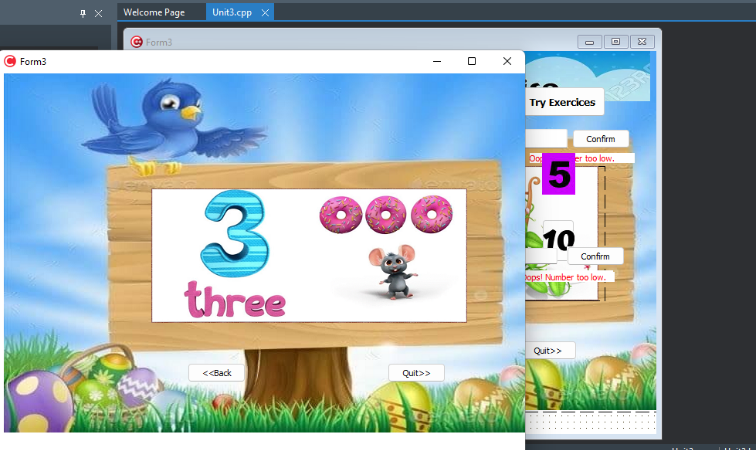 Welcome Page
Unit3.cpp
Form3
Form3
Try Exercices
Confirm
Oops! Number too low.
5
3
10
Confirm
Oops! Number too low.
three
<<Back
Quit>>
Quit>>